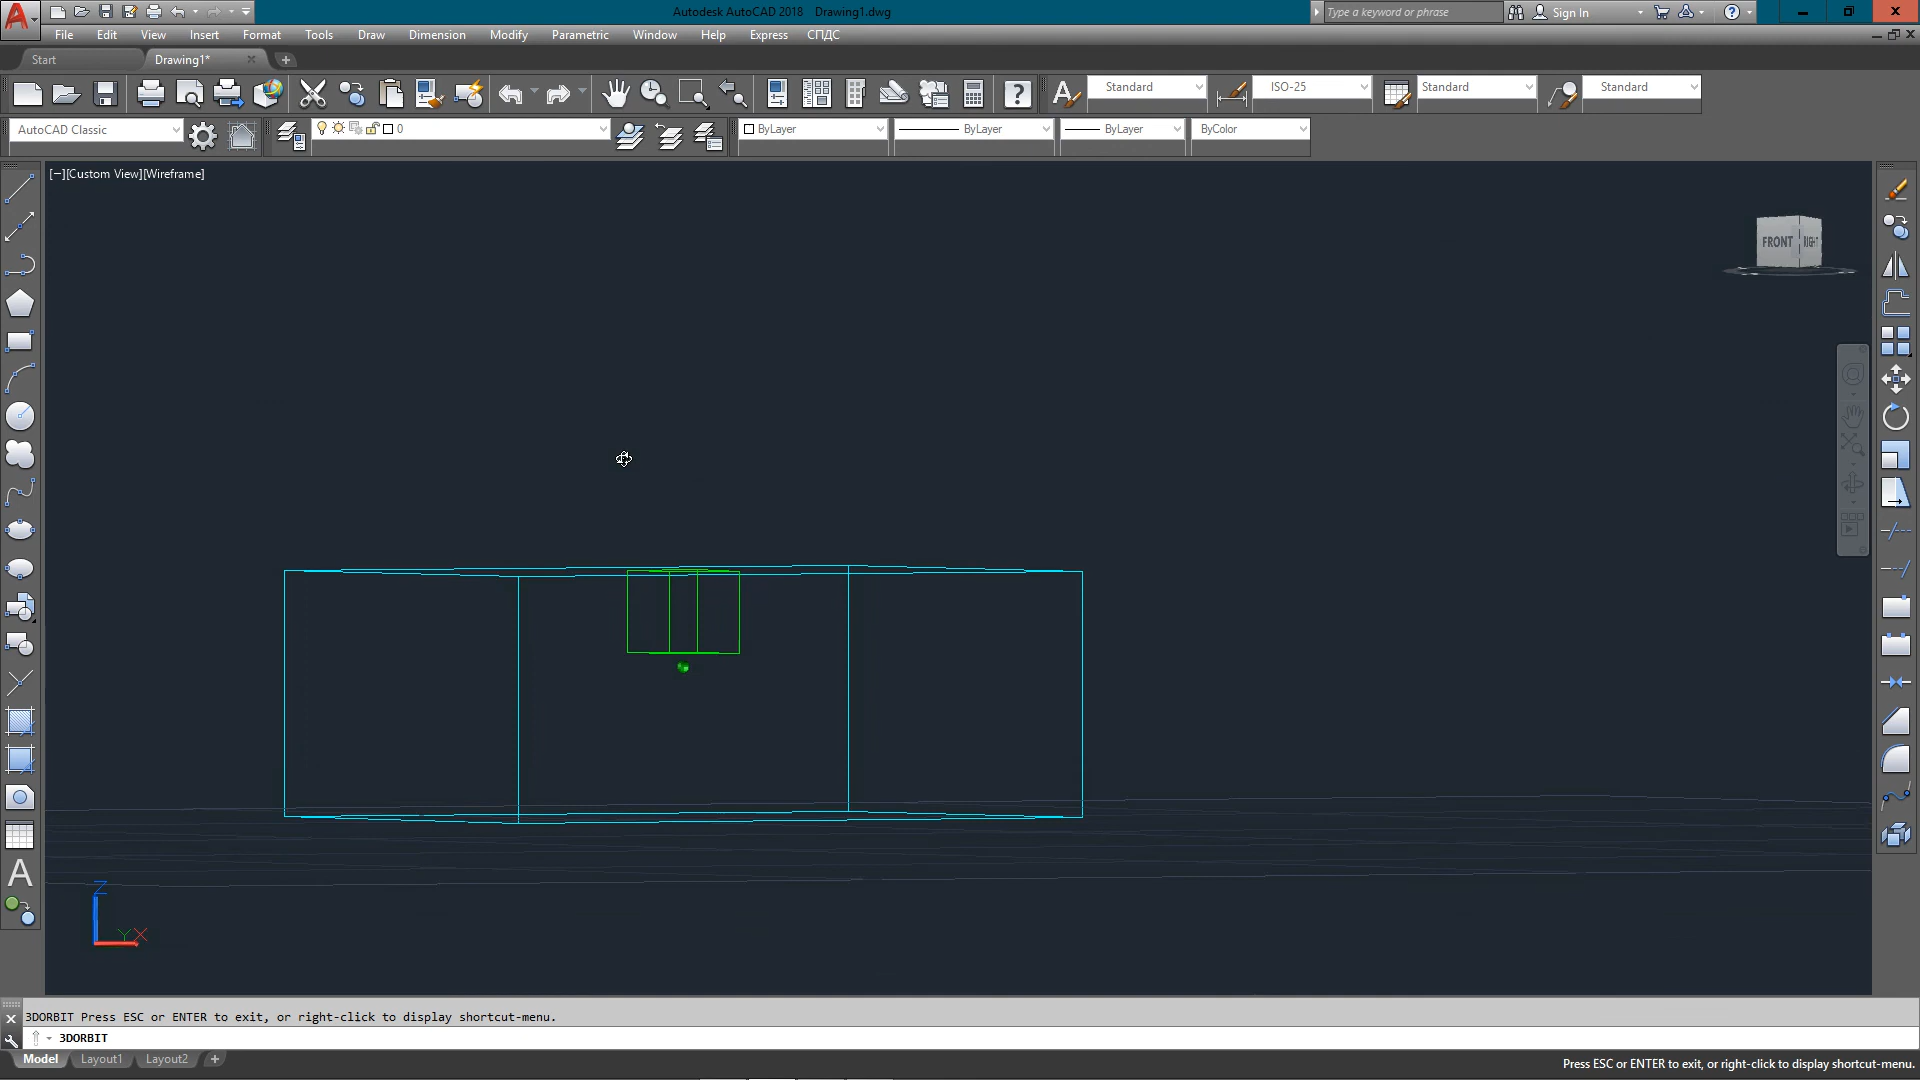 Autodesk AutoCAD 2018 Drawing1.dwg
Type a keyword or phrase
Sign In
File Edit View Insert Format Tools Draw Dimension Modify Parametric Window Help Express СПДС
Start Drawing1*
Standard ISO-25 Standard Standard
AutoCAD Classic 0 ByLayer ByLayer ByLayer ByColor
[−][Custom View][Wireframe]
FRONT RIGHT
A
Z
Y X
3DORBIT Press ESC or ENTER to exit, or right-click to display shortcut-menu.
3DORBIT
Model Layout1 Layout2 +
Press ESC or ENTER to exit, or right-click to display shortcut-menu.